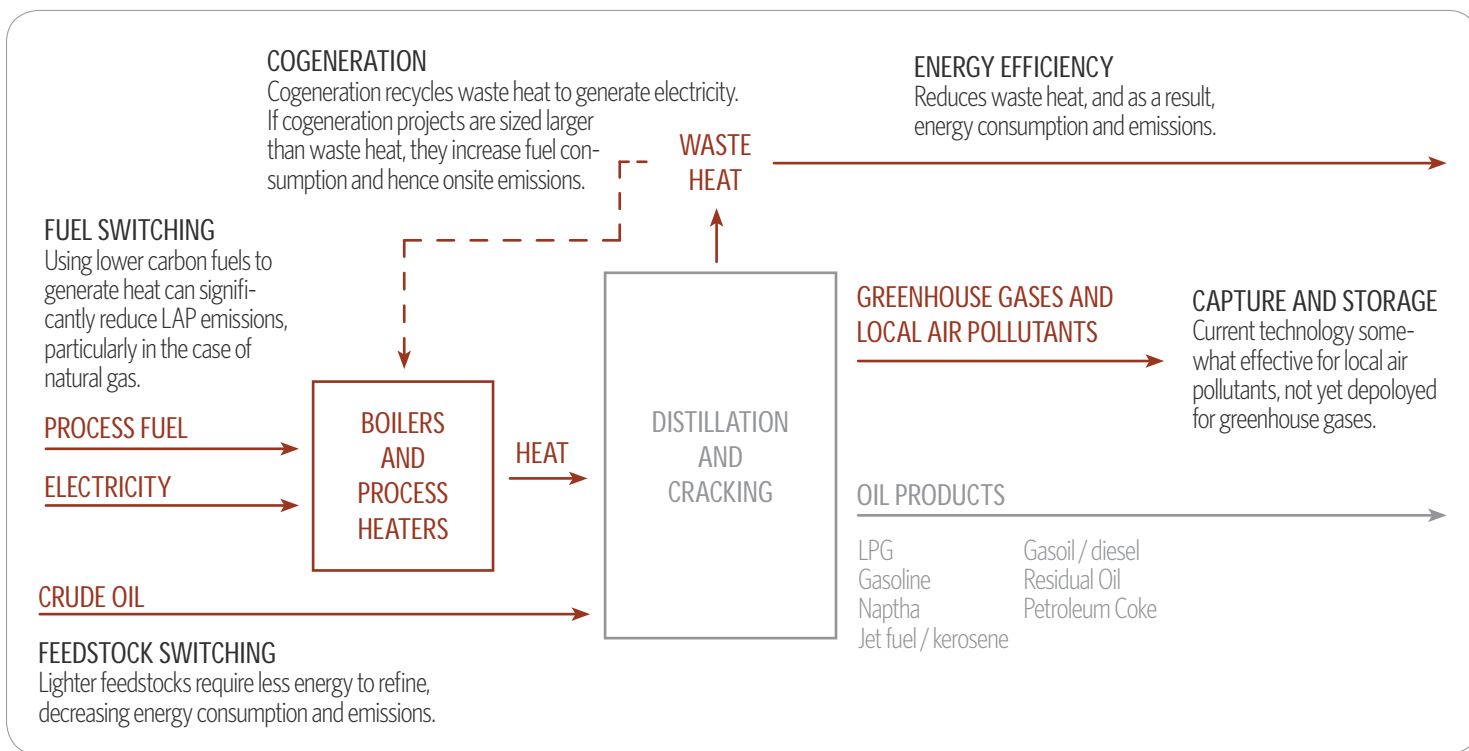 COGENERATION
Cogeneration recycles waste heat to generate electricity.
If cogeneration projects are sized larger
than waste heat, they increase fuel con-
sumption and hence onsite emissions.
WASTE
HEAT
ENERGY EFFICIENCY
Reduces waste heat, and as a result,
energy consumption and emissions.
FUEL SWITCHING
Using lower carbon fuels to
generate heat can signifi-
cantly reduce LAP emissions,
particularly in the case of
natural gas.
PROCESS FUEL
ELECTRICITY
BOILERS
AND
PROCESS
HEATERS
HEAT
DISTILLATION
AND
CRACKING
GREENHOUSE GASES AND
LOCAL AIR POLLUTANTS
CAPTURE AND STORAGE
Current technology some-
what effective for local air
pollutants, not yet depoloyed
for greenhouse gases.
OIL PRODUCTS
LPG
Gasoline
Naptha
Jet fuel / kerosene
Gasoil / diesel
Residual Oil
Petroleum Coke
CRUDE OIL
FEEDSTOCK SWITCHING
Lighter feedstocks require less energy to refine,
decreasing energy consumption and emissions.